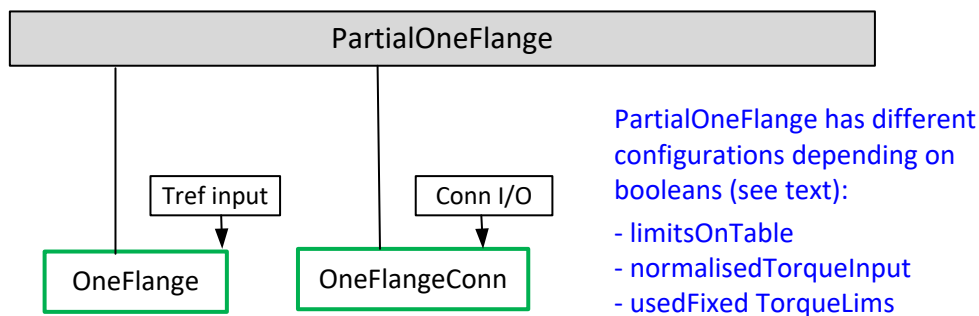 PartialOneFlange
PartialOneFlange has different
configurations depending on
booleans (see text):
- limitsOnTable
- normalisedTorqueInput
- usedFixed TorqueLims
Tref input
Conn I/O
OneFlange
OneFlangeConn